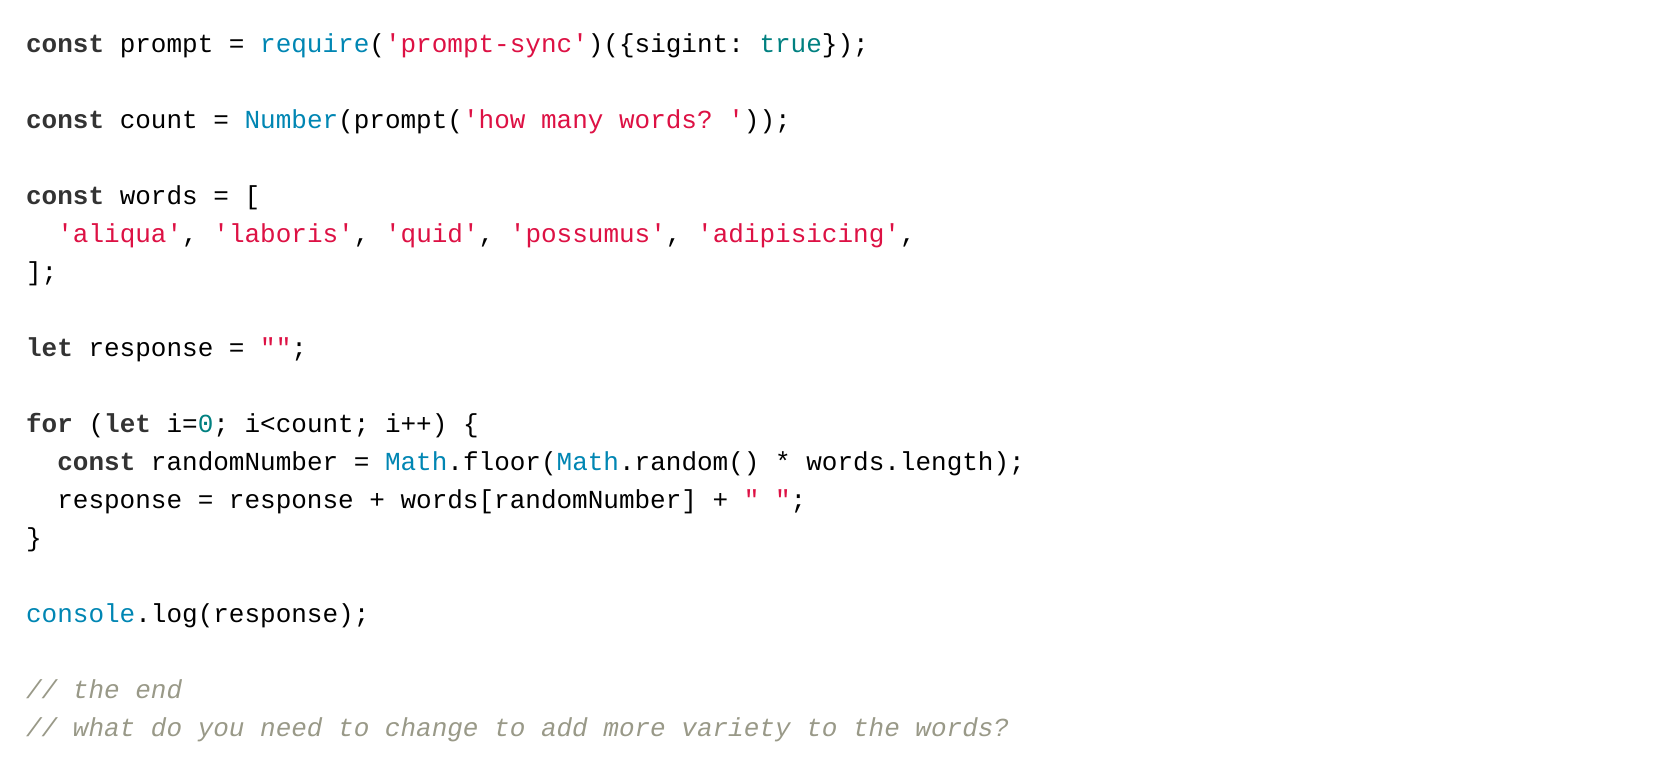 const prompt = require('prompt-sync')({sigint: true});

const count = Number(prompt('how many words? '));

const words = [
  'aliqua', 'laboris', 'quid', 'possumus', 'adipisicing',
];

let response = "";

for (let i=0; i<count; i++) {
  const randomNumber = Math.floor(Math.random() * words.length);
  response = response + words[randomNumber] + " ";
}

console.log(response);

// the end
// what do you need to change to add more variety to the words?